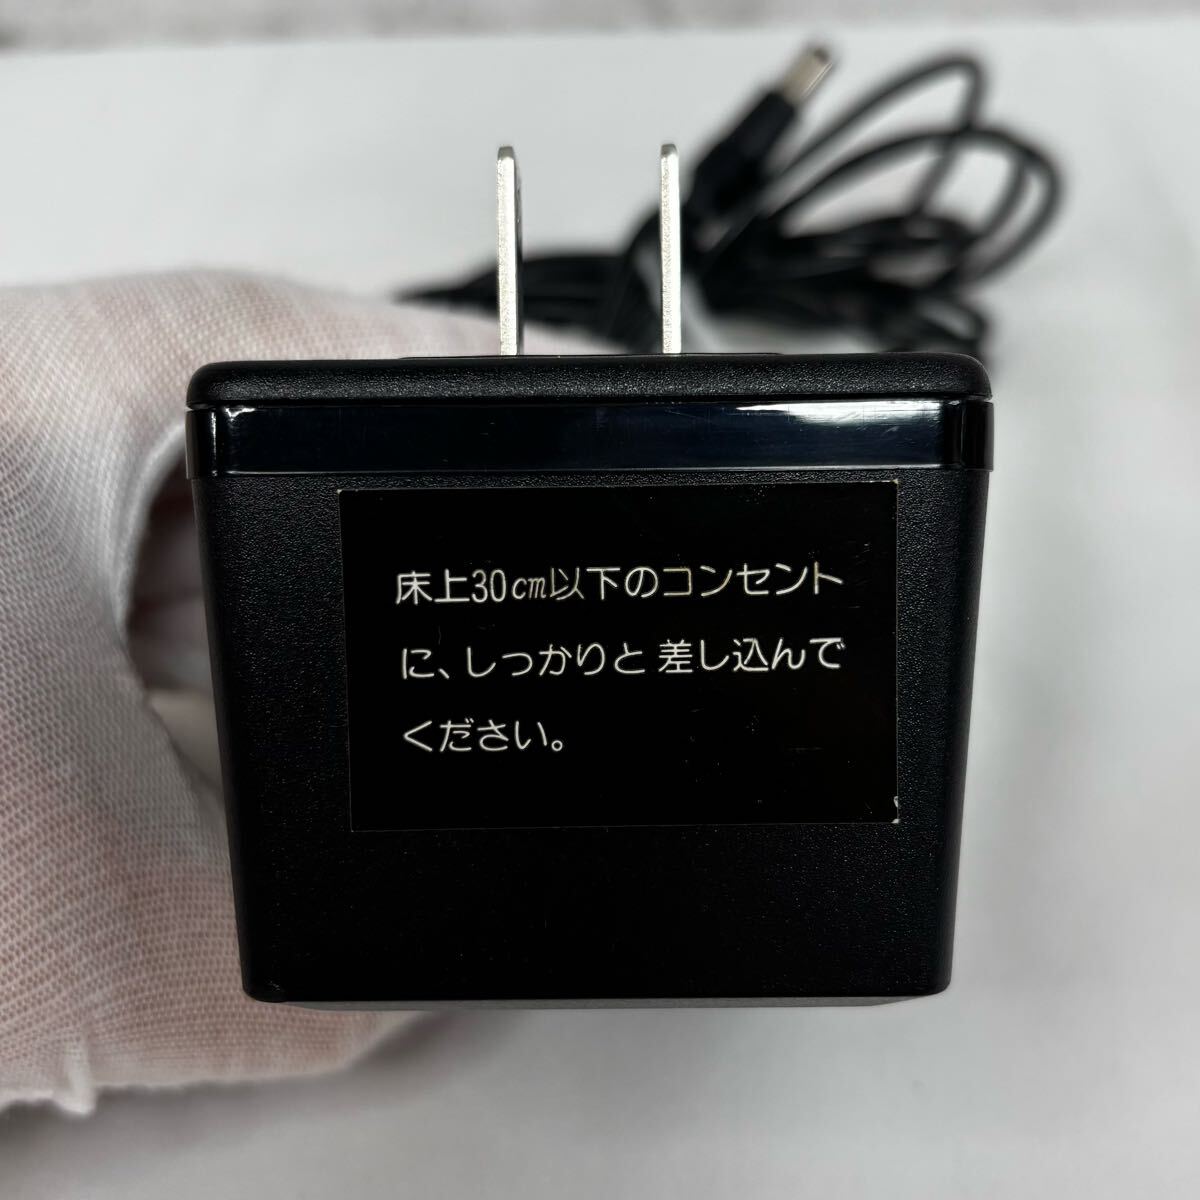 床上30㎝以下のコンセント
に、しっかりと差し込んで
ください。